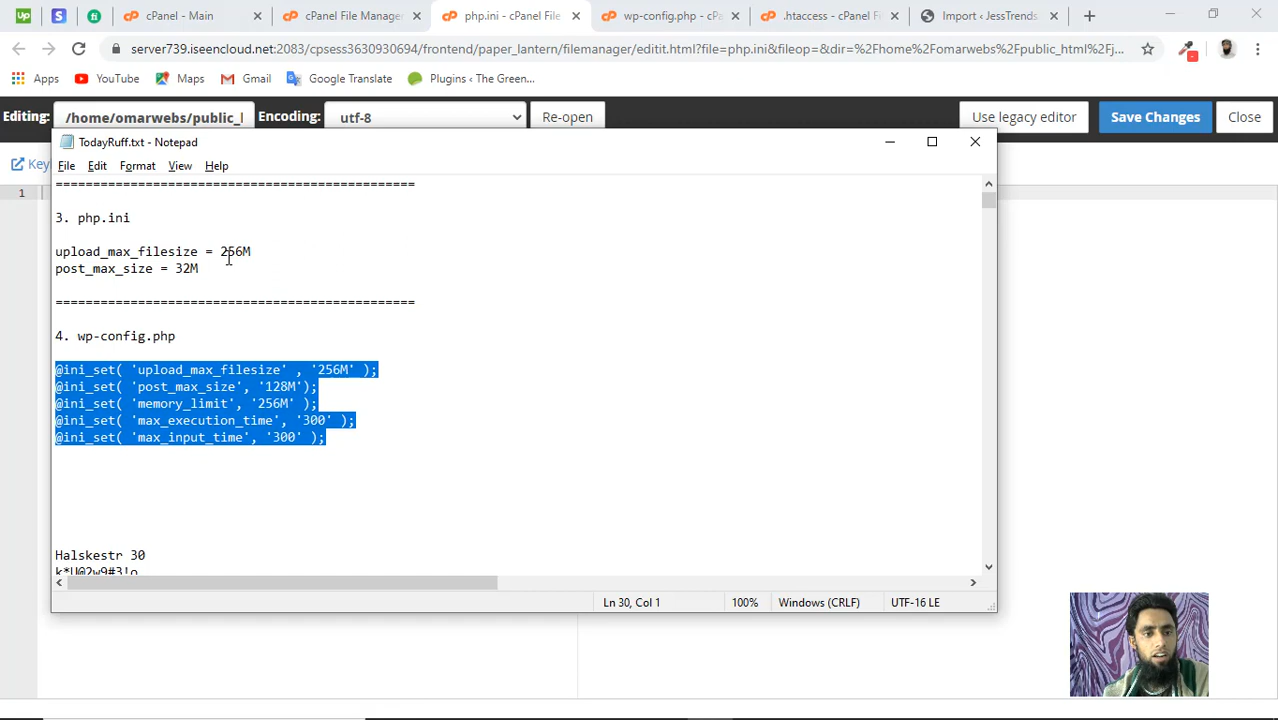 cPanel - Main
cPanel File Manager
php.ini - cPanel File
wp-config.php - cPa
.htaccess - cPanel F
Import ‹ JessTrends
server739.iseencloud.net:2083/cpsess3630930694/frontend/paper_lantern/filemanager/editit.html?file=php.ini&fileop=&dir=%2Fhome%2Fomarwebs%2Fpublic_html%2Fj...
Apps
YouTube
Maps
Gmail
Google Translate
Plugins ‹ The Green...
Editing:
/home/omarwebs/public_l
Encoding:
utf-8
Re-open
Use legacy editor
Save Changes
Close
Key
1
TodayRuff.txt - Notepad
File Edit Format View Help
================================================
3. php.ini
upload_max_filesize = 256M
post_max_size = 32M
================================================
4. wp-config.php
@ini_set( 'upload_max_filesize' , '256M' );
@ini_set( 'post_max_size', '128M');
@ini_set( 'memory_limit', '256M' );
@ini_set( 'max_execution_time', '300' );
@ini_set( 'max_input_time', '300' );
Halskestr 30
k*U@2w9#3!o
Ln 30, Col 1
100%
Windows (CRLF)
UTF-16 LE